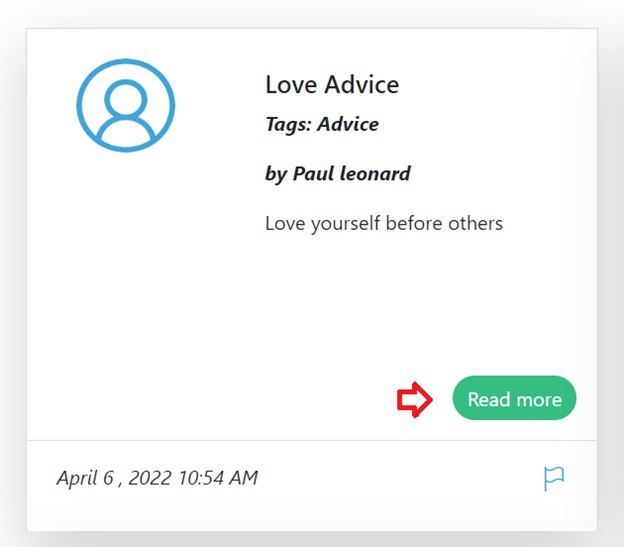 Love Advice
Tags: Advice
by Paul leonard
Love yourself before others
Read more
April 6 , 2022 10:54 AM